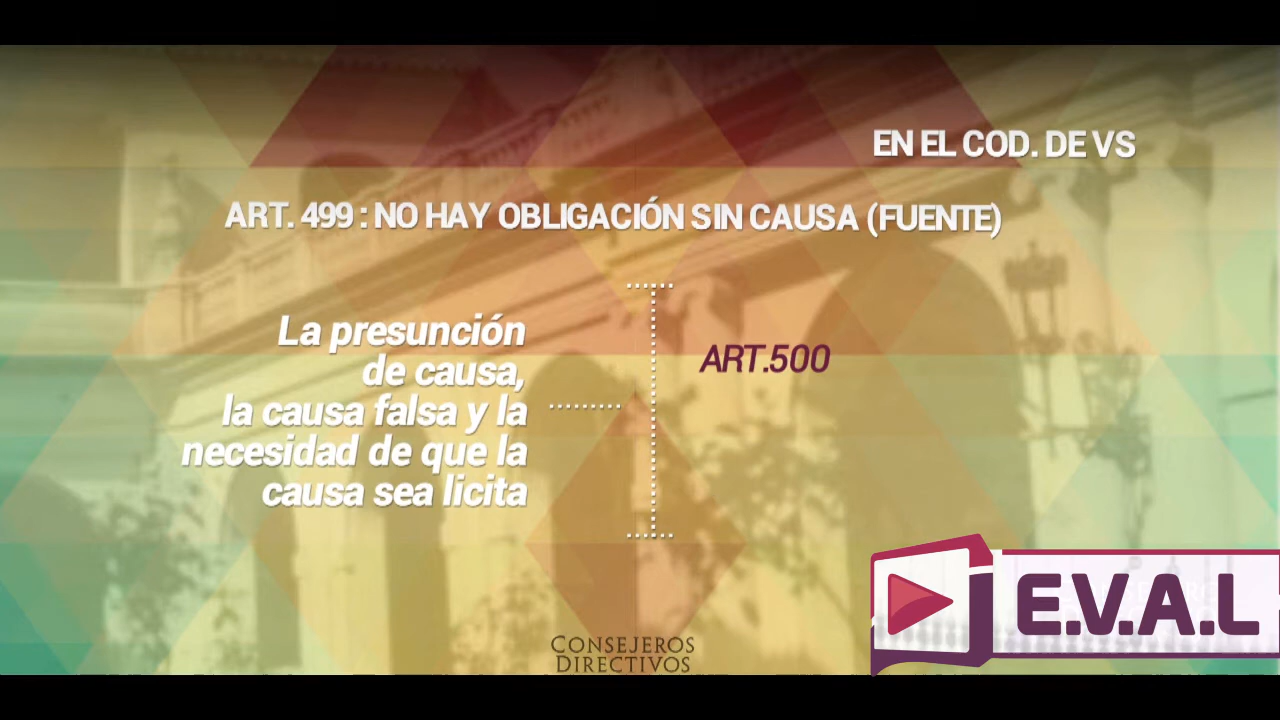 EN EL COD. DE VS
ART. 499 : NO HAY OBLIGACIÓN SIN CAUSA (FUENTE)
La presunción
de causa,
la causa falsa y la
necesidad de que la
causa sea licita
ART.500
CONSEJEROS
DIRECTIVOS
E.V.A.L